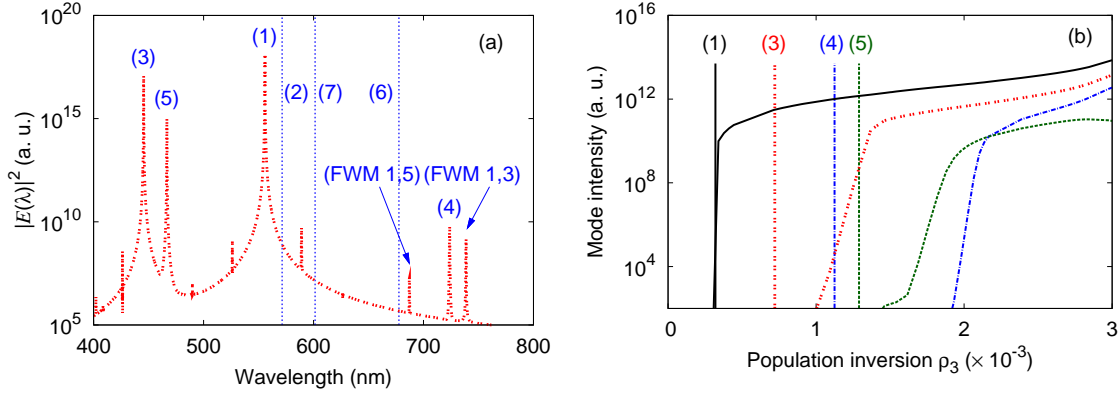 10^20
10^15
10^10
10^5
|E(λ)|^2 (a. u.)
(a)
(3)
(5)
(1)
(2)
(7)
(6)
(FWM 1,5)
(FWM 1,3)
(4)
400 500 600 700 800
Wavelength (nm)
10^16
10^12
10^8
10^4
Mode intensity (a. u.)
(1) (3) (4) (5) (b)
0 1 2 3
Population inversion ρ_3 (× 10^-3)